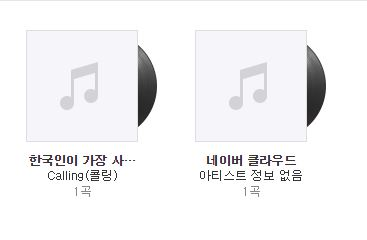 한국인이 가장 사…
Calling(콜링)
1곡
네이버 클라우드
아티스트 정보 없음
1곡